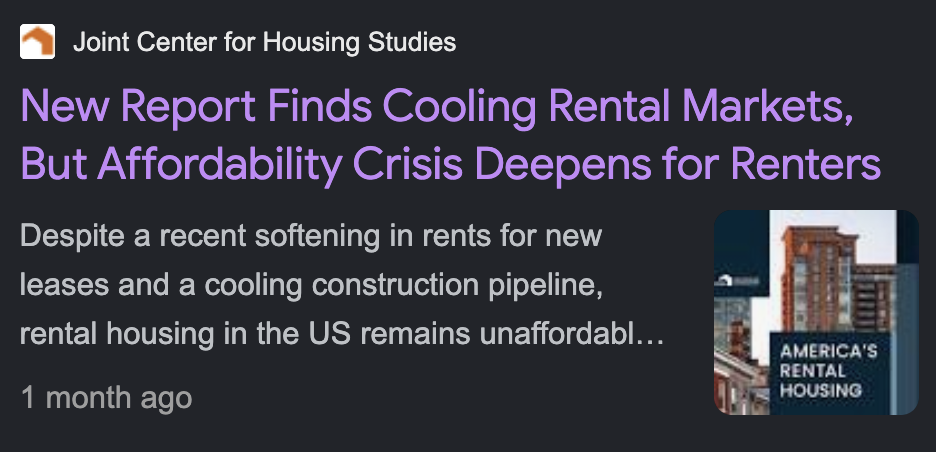 Joint Center for Housing Studies
New Report Finds Cooling Rental Markets,
But Affordability Crisis Deepens for Renters
Despite a recent softening in rents for new
leases and a cooling construction pipeline,
rental housing in the US remains unaffordabl...
1 month ago
AMERICA'S
RENTAL
HOUSING